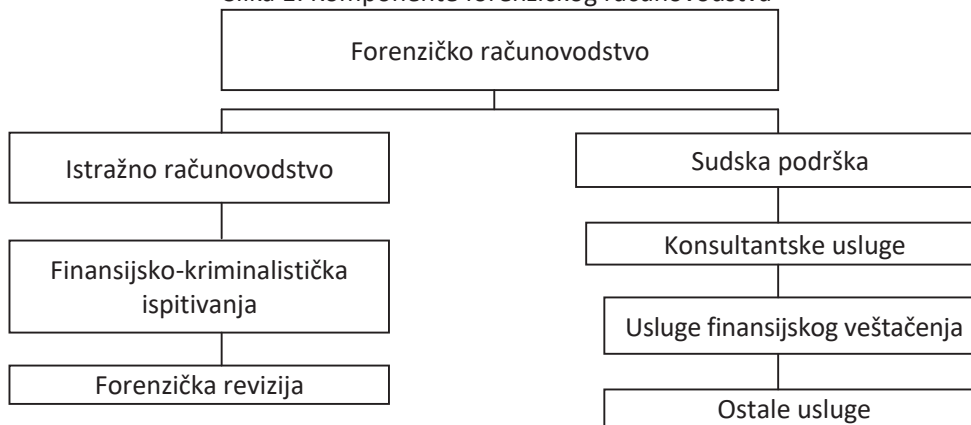 Forenzičko računovodstvo
Istražno računovodstvo
Finansijsko-kriminalistička
ispitivanja
Forenzička revizija
Sudska podrška
Konsultantske usluge
Usluge finansijskog veštačenja
Ostale usluge